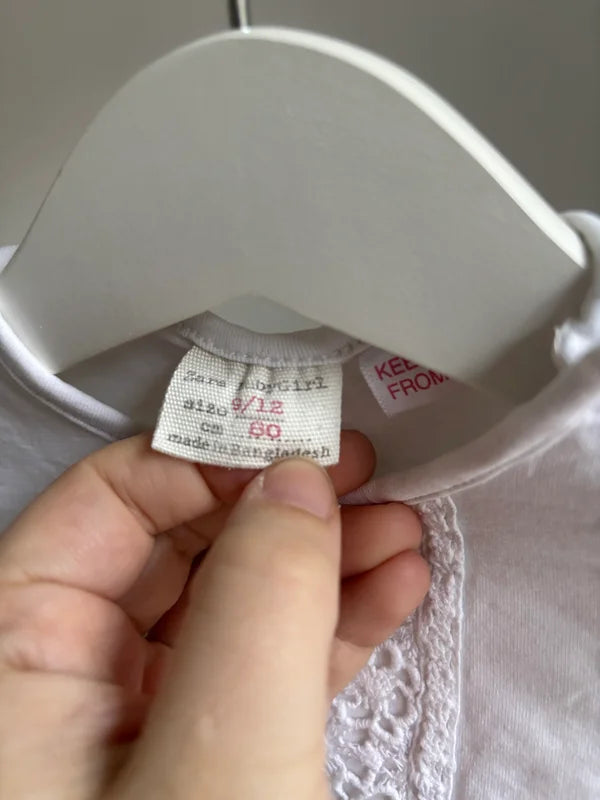 Zara BabyGirl
size 9/12
cm 80
made in Bangladesh
KEE
FROM